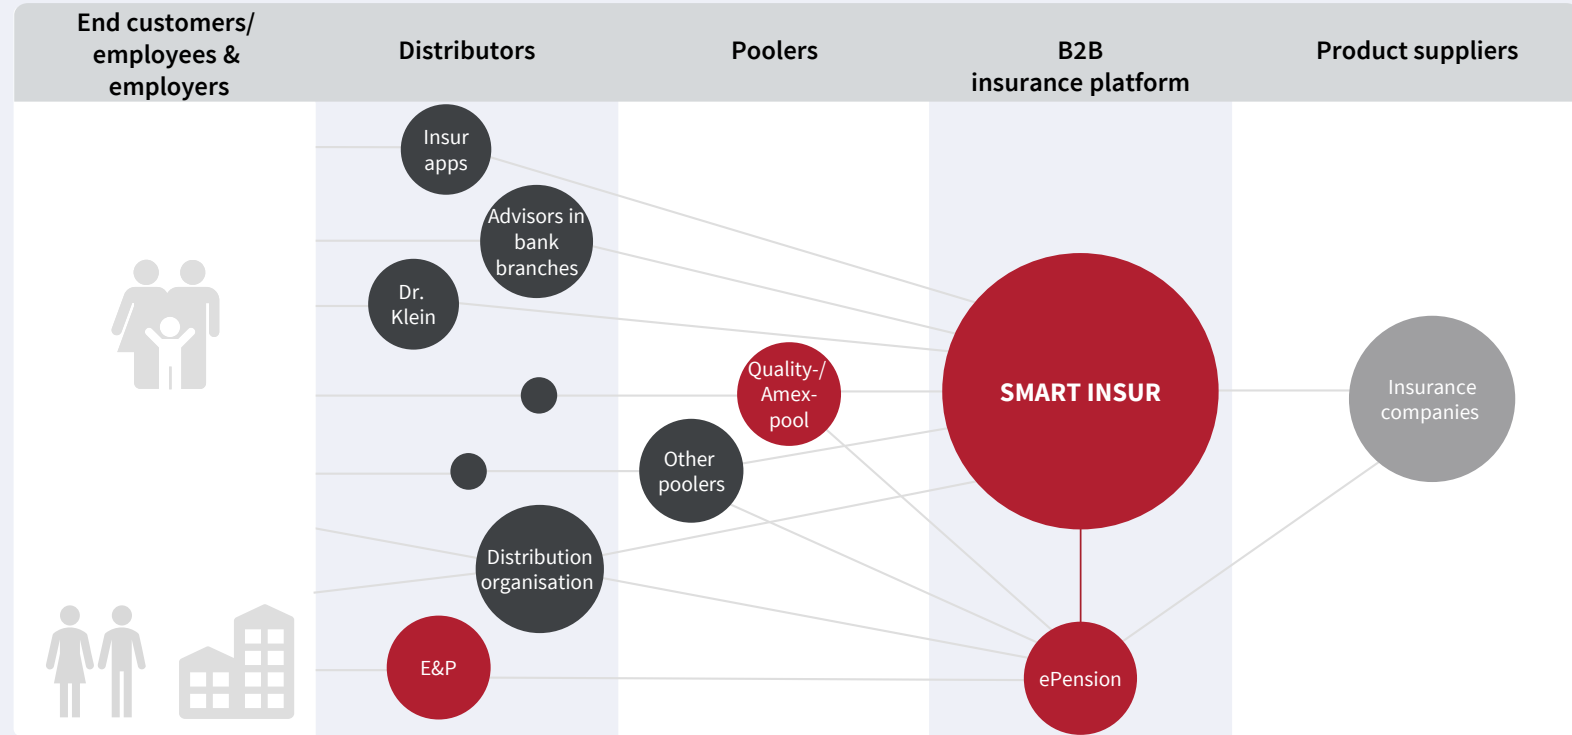 End customers/
employees &
employers
Distributors
Poolers
B2B
insurance platform
Product suppliers
Insur
apps
Advisors in
bank
branches
Dr.
Klein
Quality-/
Amex-
pool
Other
poolers
Distribution
organisation
E&P
SMART INSUR
ePension
Insurance
companies